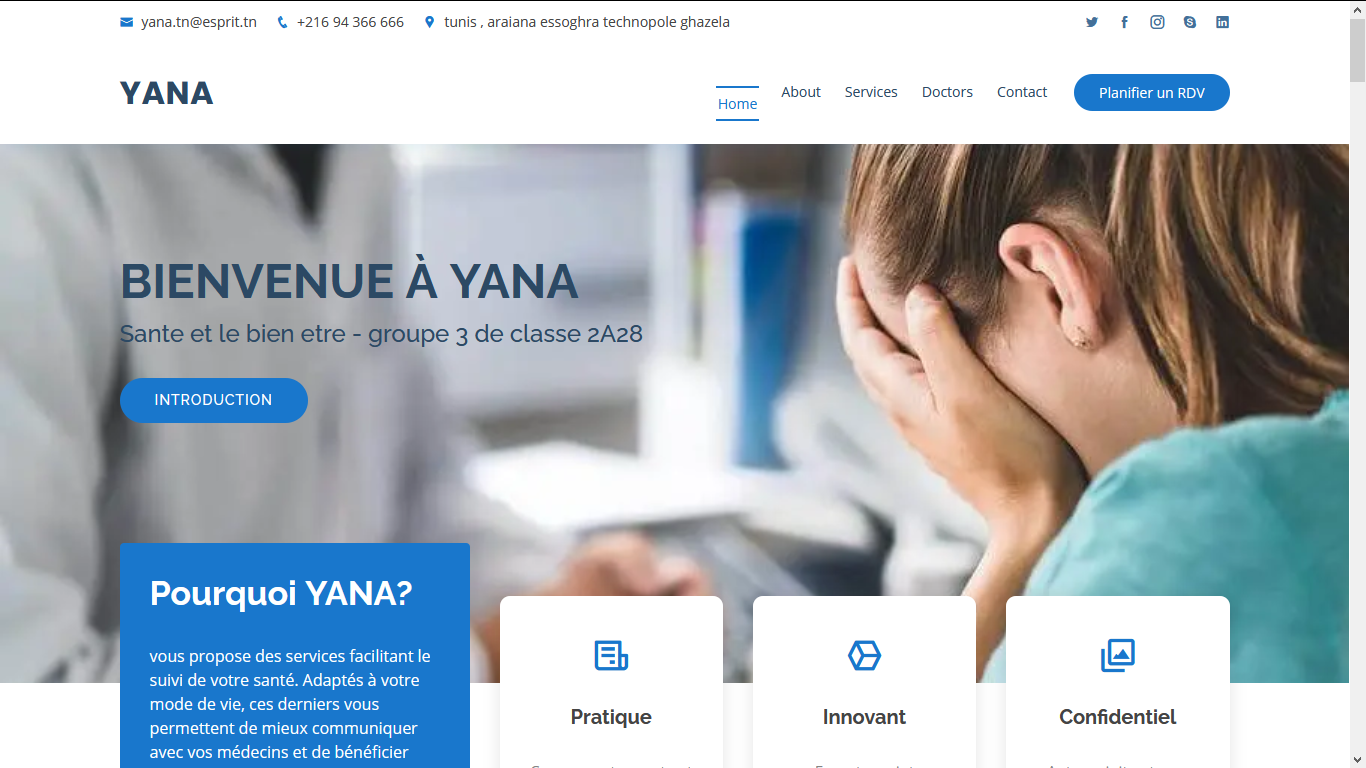 yana.tn@esprit.tn +216 94 366 666 tunis , araiana essoghra technopole ghazela
YANA
Home About Services Doctors Contact Planifier un RDV
BIENVENUE À YANA
Sante et le bien etre - groupe 3 de classe 2A28
INTRODUCTION
Pourquoi YANA?
vous propose des services facilitant le
suivi de votre santé. Adaptés à votre
mode de vie, ces derniers vous
permettent de mieux communiquer
avec vos médecins et de bénéficier
Pratique
Innovant
Confidentiel